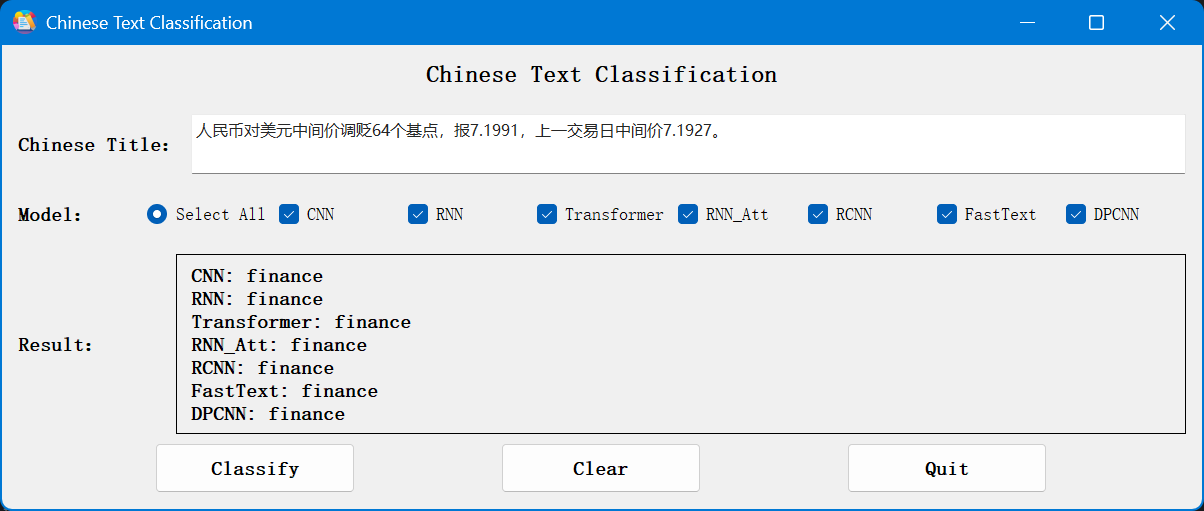 Chinese Text Classification
Chinese Text Classification
Chinese Title:
人民币对美元中间价调贬64个基点，报7.1991，上一交易日中间价7.1927。
Model: Select All CNN RNN Transformer RNN_Att RCNN FastText DPCNN
Result:
CNN: finance
RNN: finance
Transformer: finance
RNN_Att: finance
RCNN: finance
FastText: finance
DPCNN: finance
Classify Clear Quit